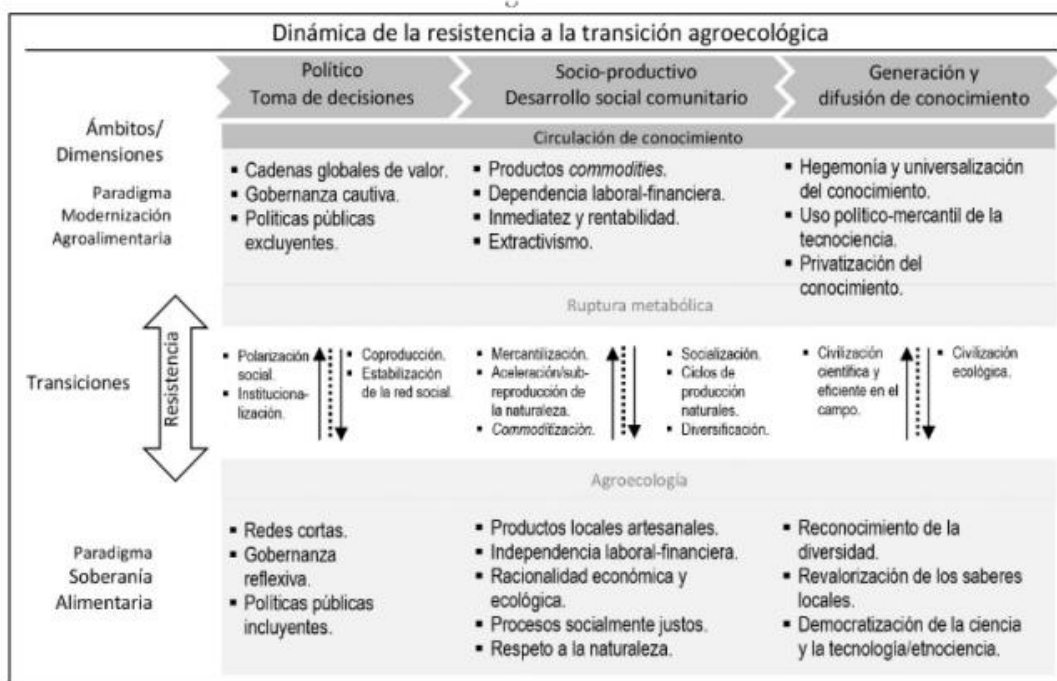 Dinámica de la resistencia a la transición agroecológica
Político
Toma de decisiones
Socio-productivo
Desarrollo social comunitario
Generación y
difusión de conocimiento
Ámbitos/
Dimensiones
Circulación de conocimiento
Paradigma
Modernización
Agroalimentaria
▪ Cadenas globales de valor.
▪ Gobernanza cautiva.
▪ Políticas públicas
excluyentes.
▪ Productos commodities.
▪ Dependencia laboral-financiera.
▪ Inmediatez y rentabilidad.
▪ Extractivismo.
▪ Hegemonía y universalización
del conocimiento.
▪ Uso político-mercantil de la
tecnociencia.
▪ Privatización del
conocimiento.
Ruptura metabólica
Transiciones
Resistencia
▪ Polarización
social.
▪ Instituciona-
lización.
▪ Coproducción.
▪ Estabilización
de la red social.
▪ Mercantilización.
▪ Aceleración/sub-
reproducción de
la naturaleza.
▪ Commoditización.
▪ Socialización.
▪ Ciclos de
producción
naturales.
▪ Diversificación.
▪ Civilización
científica y
eficiente en el
campo.
▪ Civilización
ecológica.
Agroecología
Paradigma
Soberanía
Alimentaria
▪ Redes cortas.
▪ Gobernanza
reflexiva.
▪ Políticas públicas
incluyentes.
▪ Productos locales artesanales.
▪ Independencia laboral-financiera.
▪ Racionalidad económica y
ecológica.
▪ Procesos socialmente justos.
▪ Respeto a la naturaleza.
▪ Reconocimiento de la
diversidad.
▪ Revalorización de los saberes
locales.
▪ Democratización de la ciencia
y la tecnología/etnociencia.